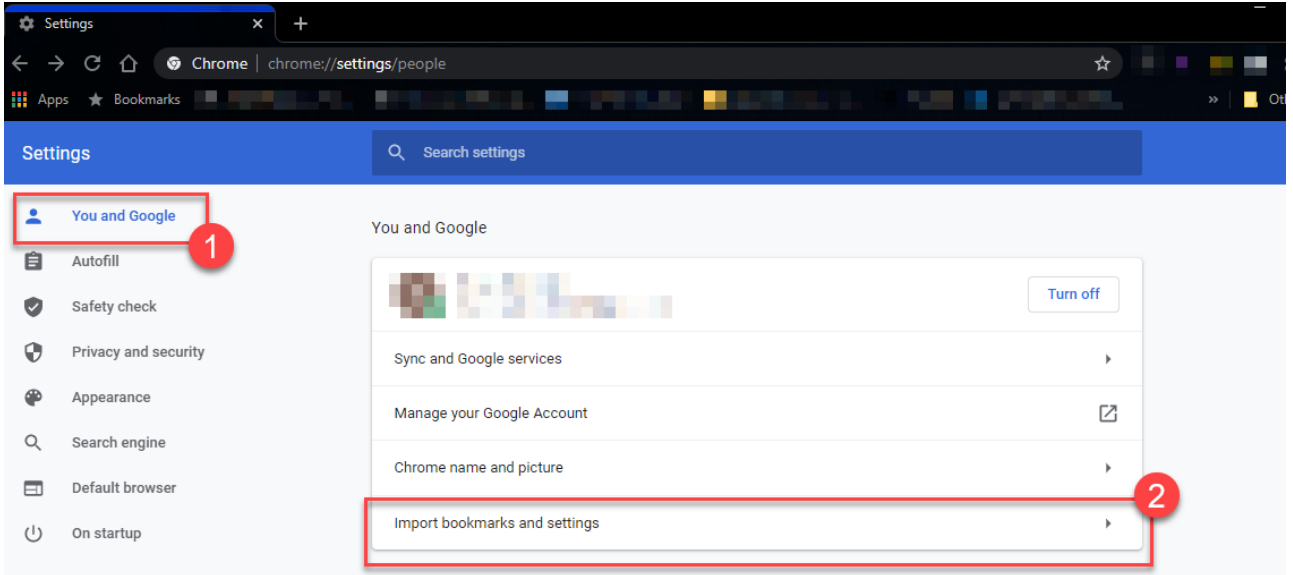 Settings
Chrome | chrome://settings/people
Apps Bookmarks » Oth
Settings
Search settings
You and Google
1
Autofill
Safety check
Privacy and security
Appearance
Search engine
Default browser
On startup
You and Google
Turn off
Sync and Google services
Manage your Google Account
Chrome name and picture
2
Import bookmarks and settings